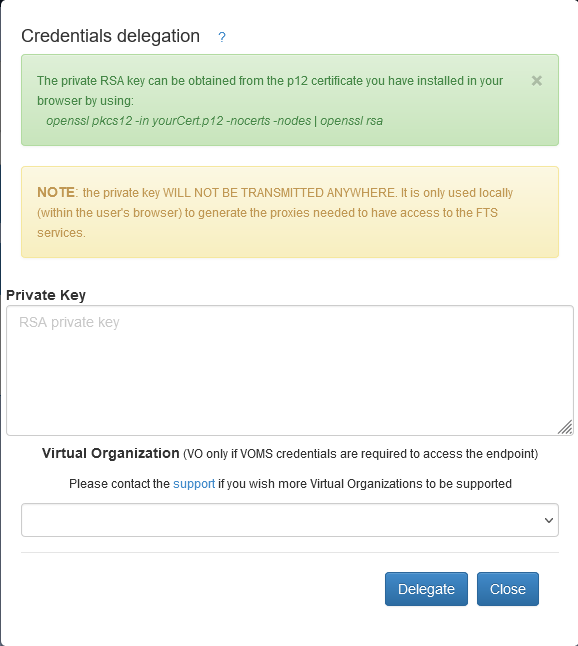 Credentials delegation ?
The private RSA key can be obtained from the p12 certificate you have installed in your ×
browser by using:
openssl pkcs12 -in yourCert.p12 -nocerts -nodes | openssl rsa
NOTE: the private key WILL NOT BE TRANSMITTED ANYWHERE. It is only used locally
(within the user's browser) to generate the proxies needed to have access to the FTS
services.
Private Key
RSA private key
Virtual Organization (VO only if VOMS credentials are required to access the endpoint)
Please contact the support if you wish more Virtual Organizations to be supported
Delegate Close